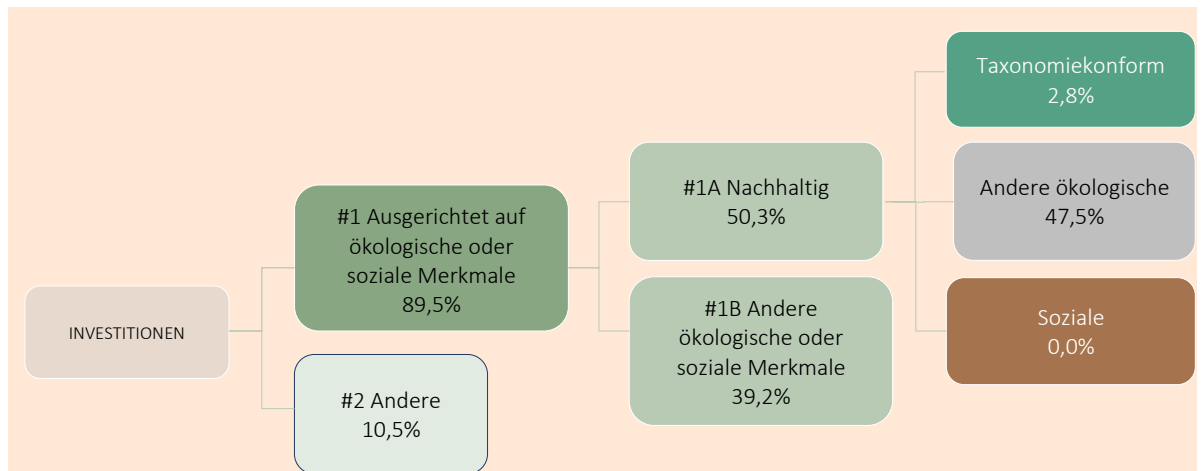 INVESTITIONEN
#1 Ausgerichtet auf
ökologische oder
soziale Merkmale
89,5%
#2 Andere
10,5%
#1A Nachhaltig
50,3%
#1B Andere
ökologische oder
soziale Merkmale
39,2%
Taxonomiekonform
2,8%
Andere ökologische
47,5%
Soziale
0,0%